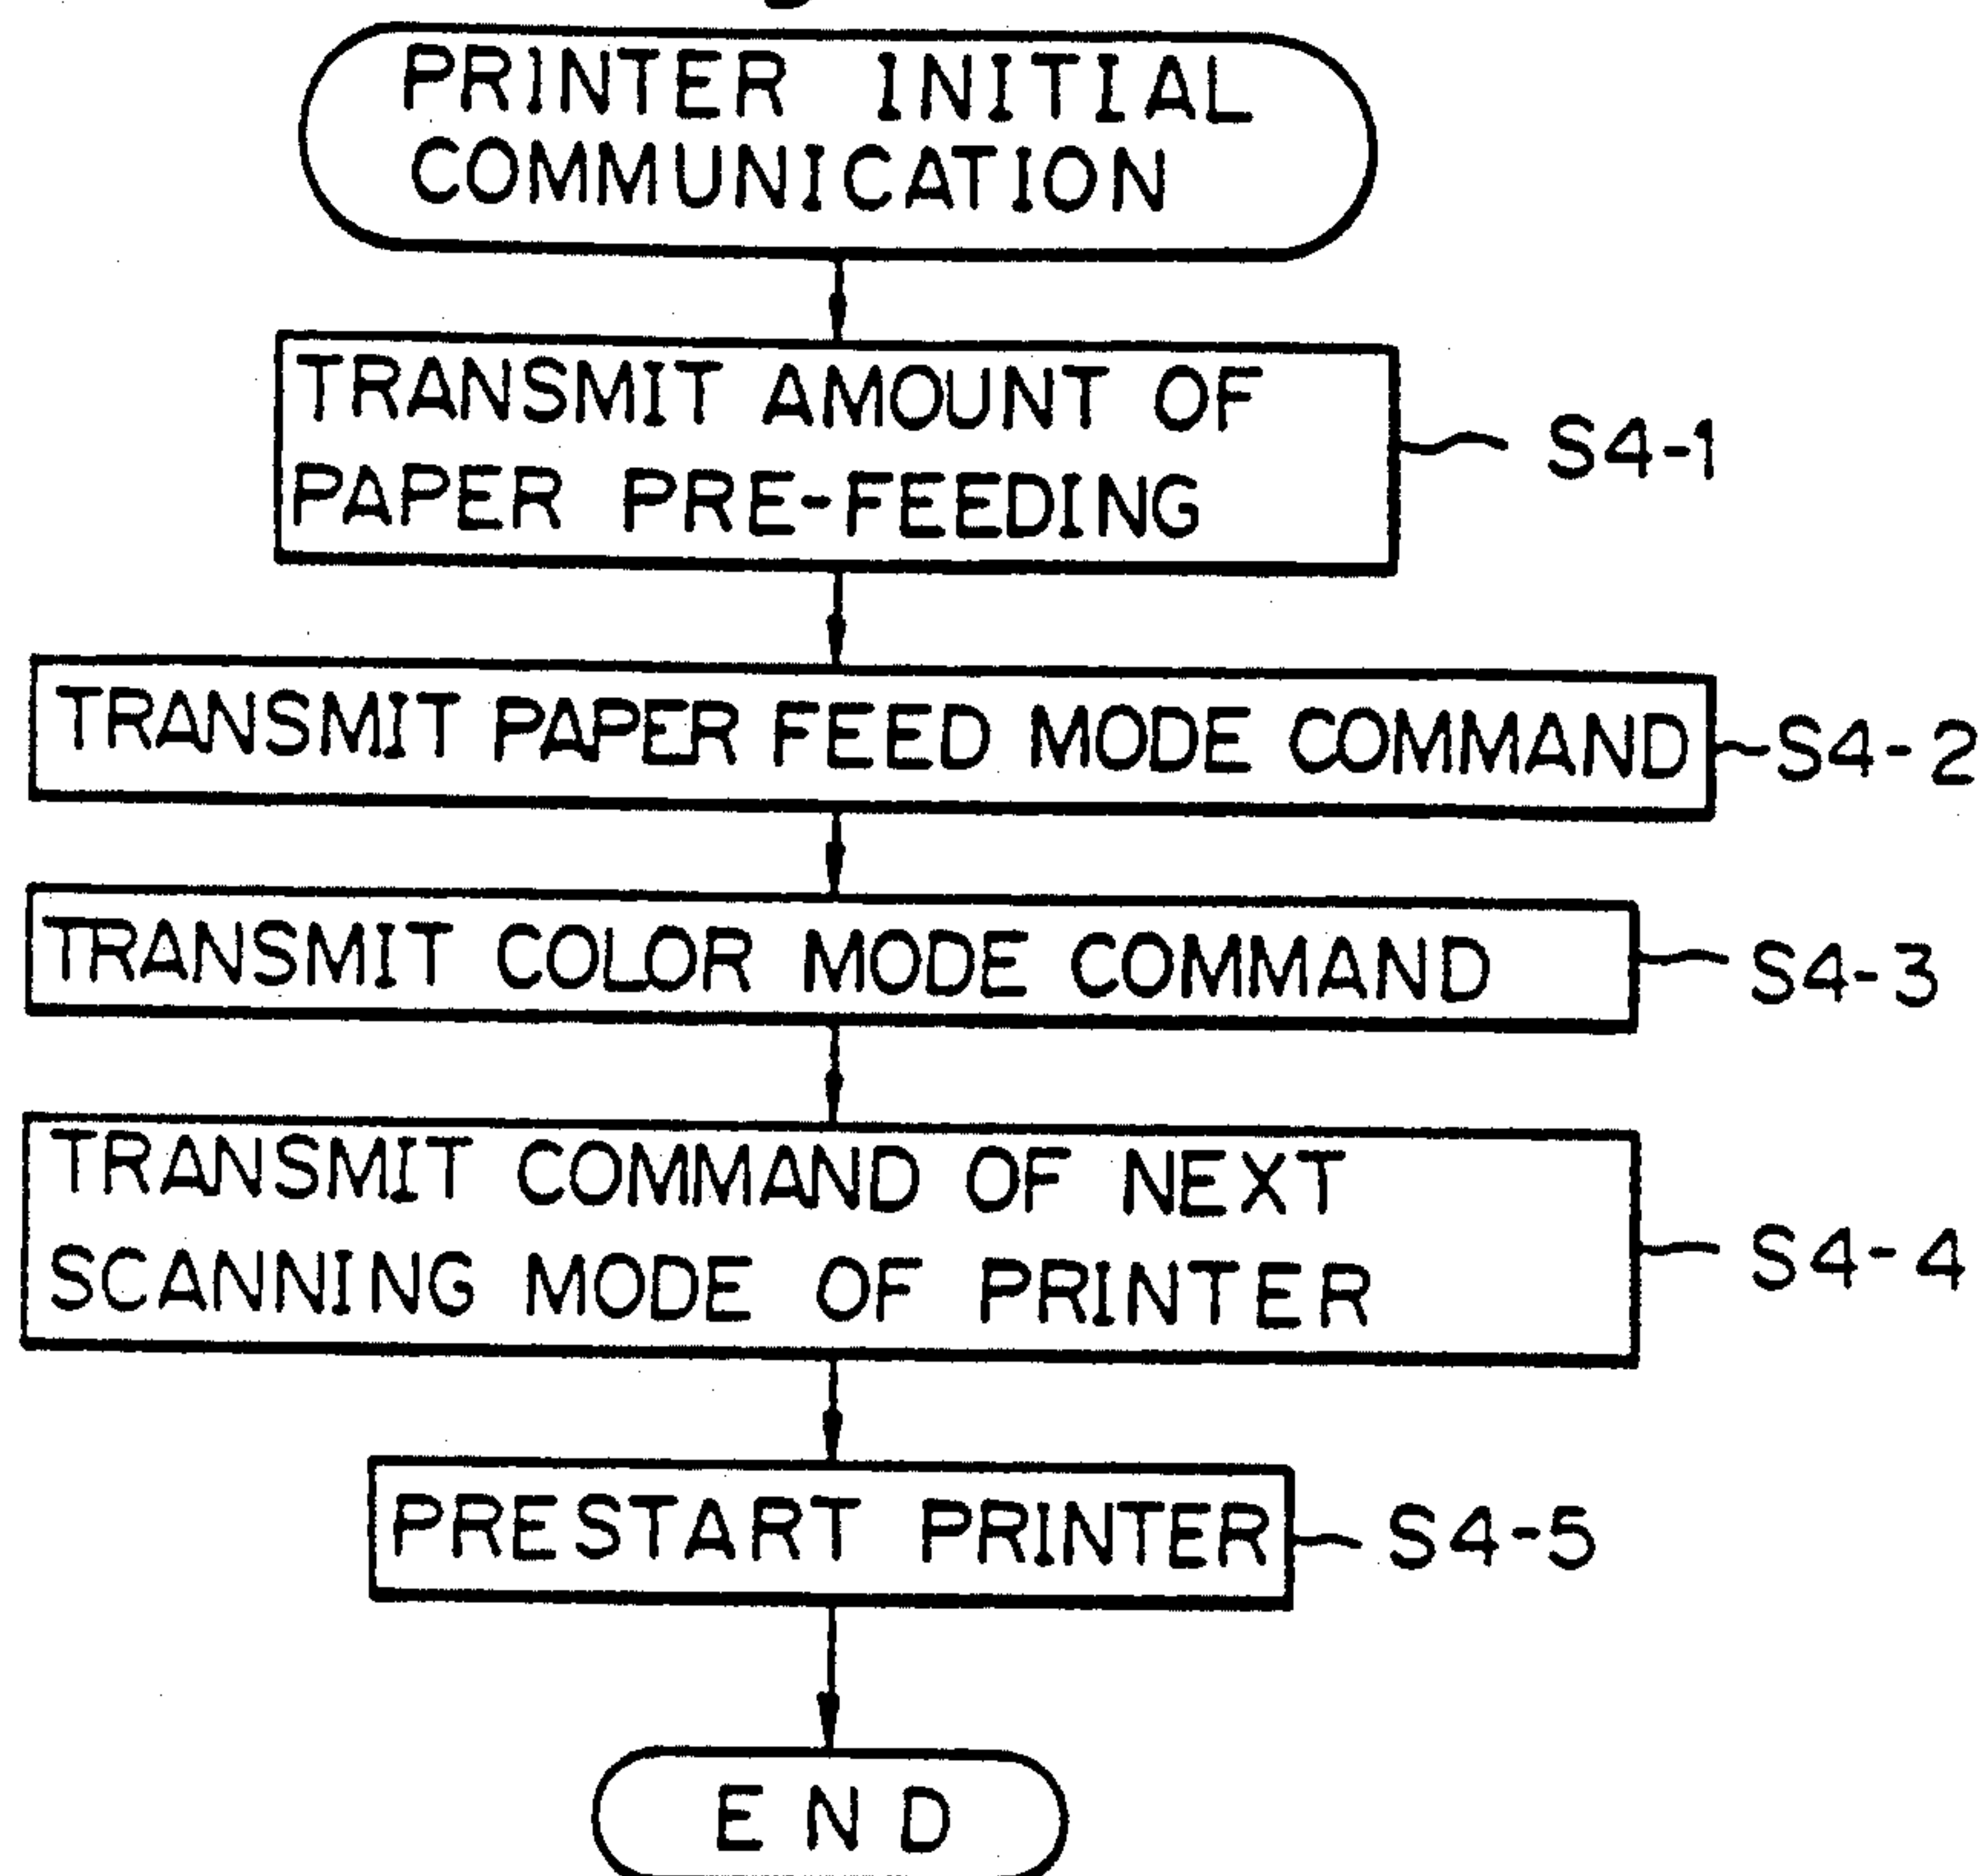 PRINTER INITIAL
COMMUNICATION
TRANSMIT AMOUNT OF
PAPER PRE-FEEDING
S4-1
TRANSMIT PAPER FEED MODE COMMAND
S4-2
TRANSMIT COLOR MODE COMMAND
S4-3
TRANSMIT COMMAND OF NEXT
SCANNING MODE OF PRINTER
S4-4
PRESTART PRINTER
S4-5
END